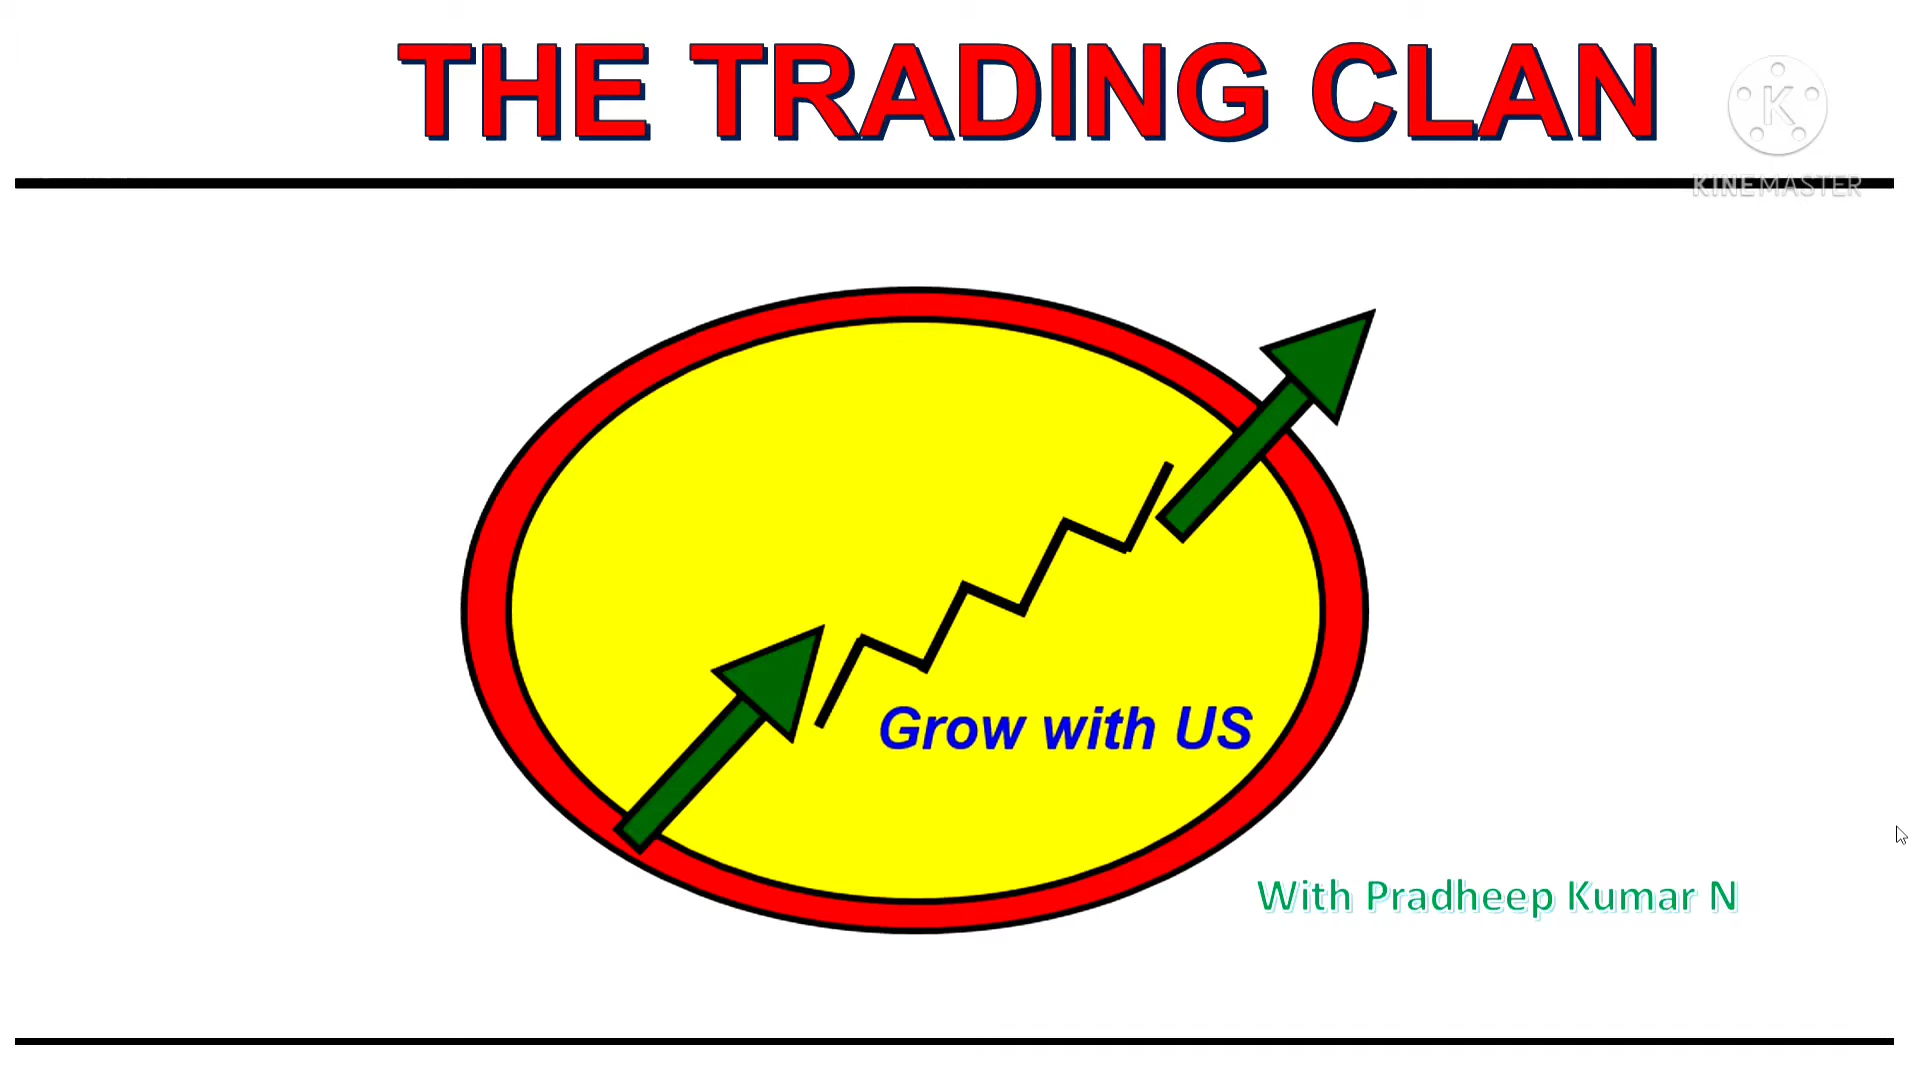 THE TRADING CLAN
K
KINEMASTER
Grow with US
With Pradheep Kumar N